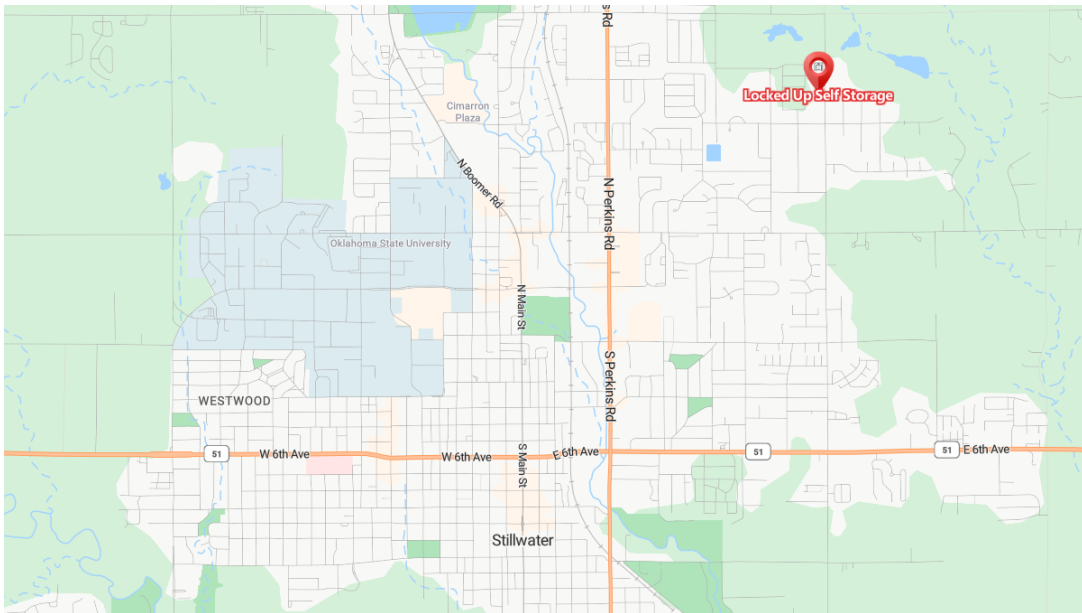 s Rd
Locked Up Self Storage
Cimarron
Plaza
N Boomer Rd
N Perkins Rd
Oklahoma State University
N Main St
S Perkins Rd
WESTWOOD
51
W 6th Ave
W 6th Ave
S Main St
E 6th Ave
51
51
E 6th Ave
Stillwater